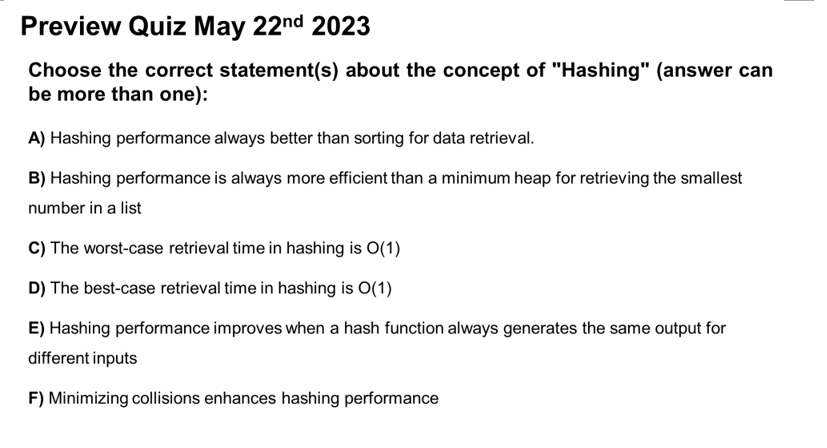 Preview Quiz May 22nd 2023
Choose the correct statement(s) about the concept of "Hashing" (answer can
be more than one):
A) Hashing performance always better than sorting for data retrieval.
B) Hashing performance is always more efficient than a minimum heap for retrieving the smallest
number in a list
C) The worst-case retrieval time in hashing is O(1)
D) The best-case retrieval time in hashing is O(1)
E) Hashing performance improves when a hash function always generates the same output for
different inputs
F) Minimizing collisions enhances hashing performance